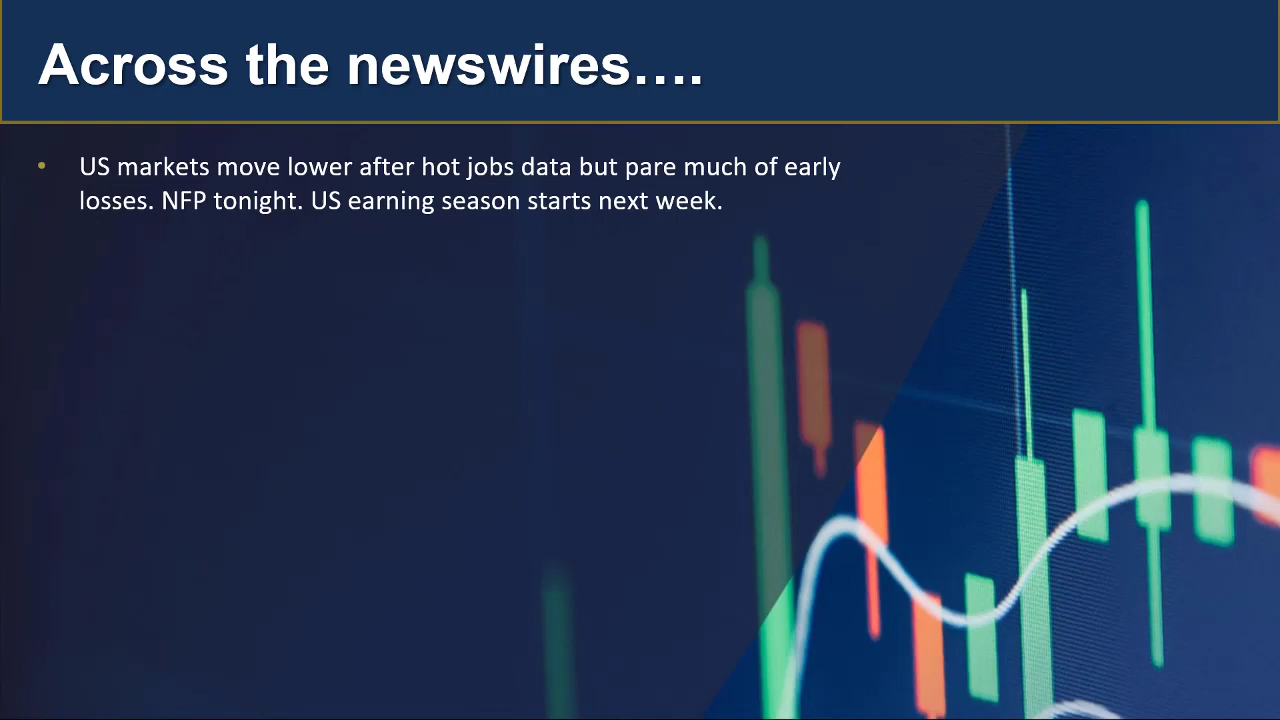 Across the newswires….
• US markets move lower after hot jobs data but pare much of early
losses. NFP tonight. US earning season starts next week.